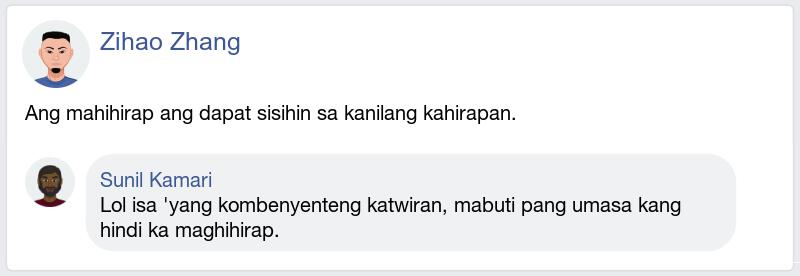 Zihao Zhang
Ang mahihirap ang dapat sisihin sa kanilang kahirapan.
Sunil Kamari
Lol isa 'yang kombenyenteng katwiran, mabuti pang umasa kang
hindi ka maghihirap.